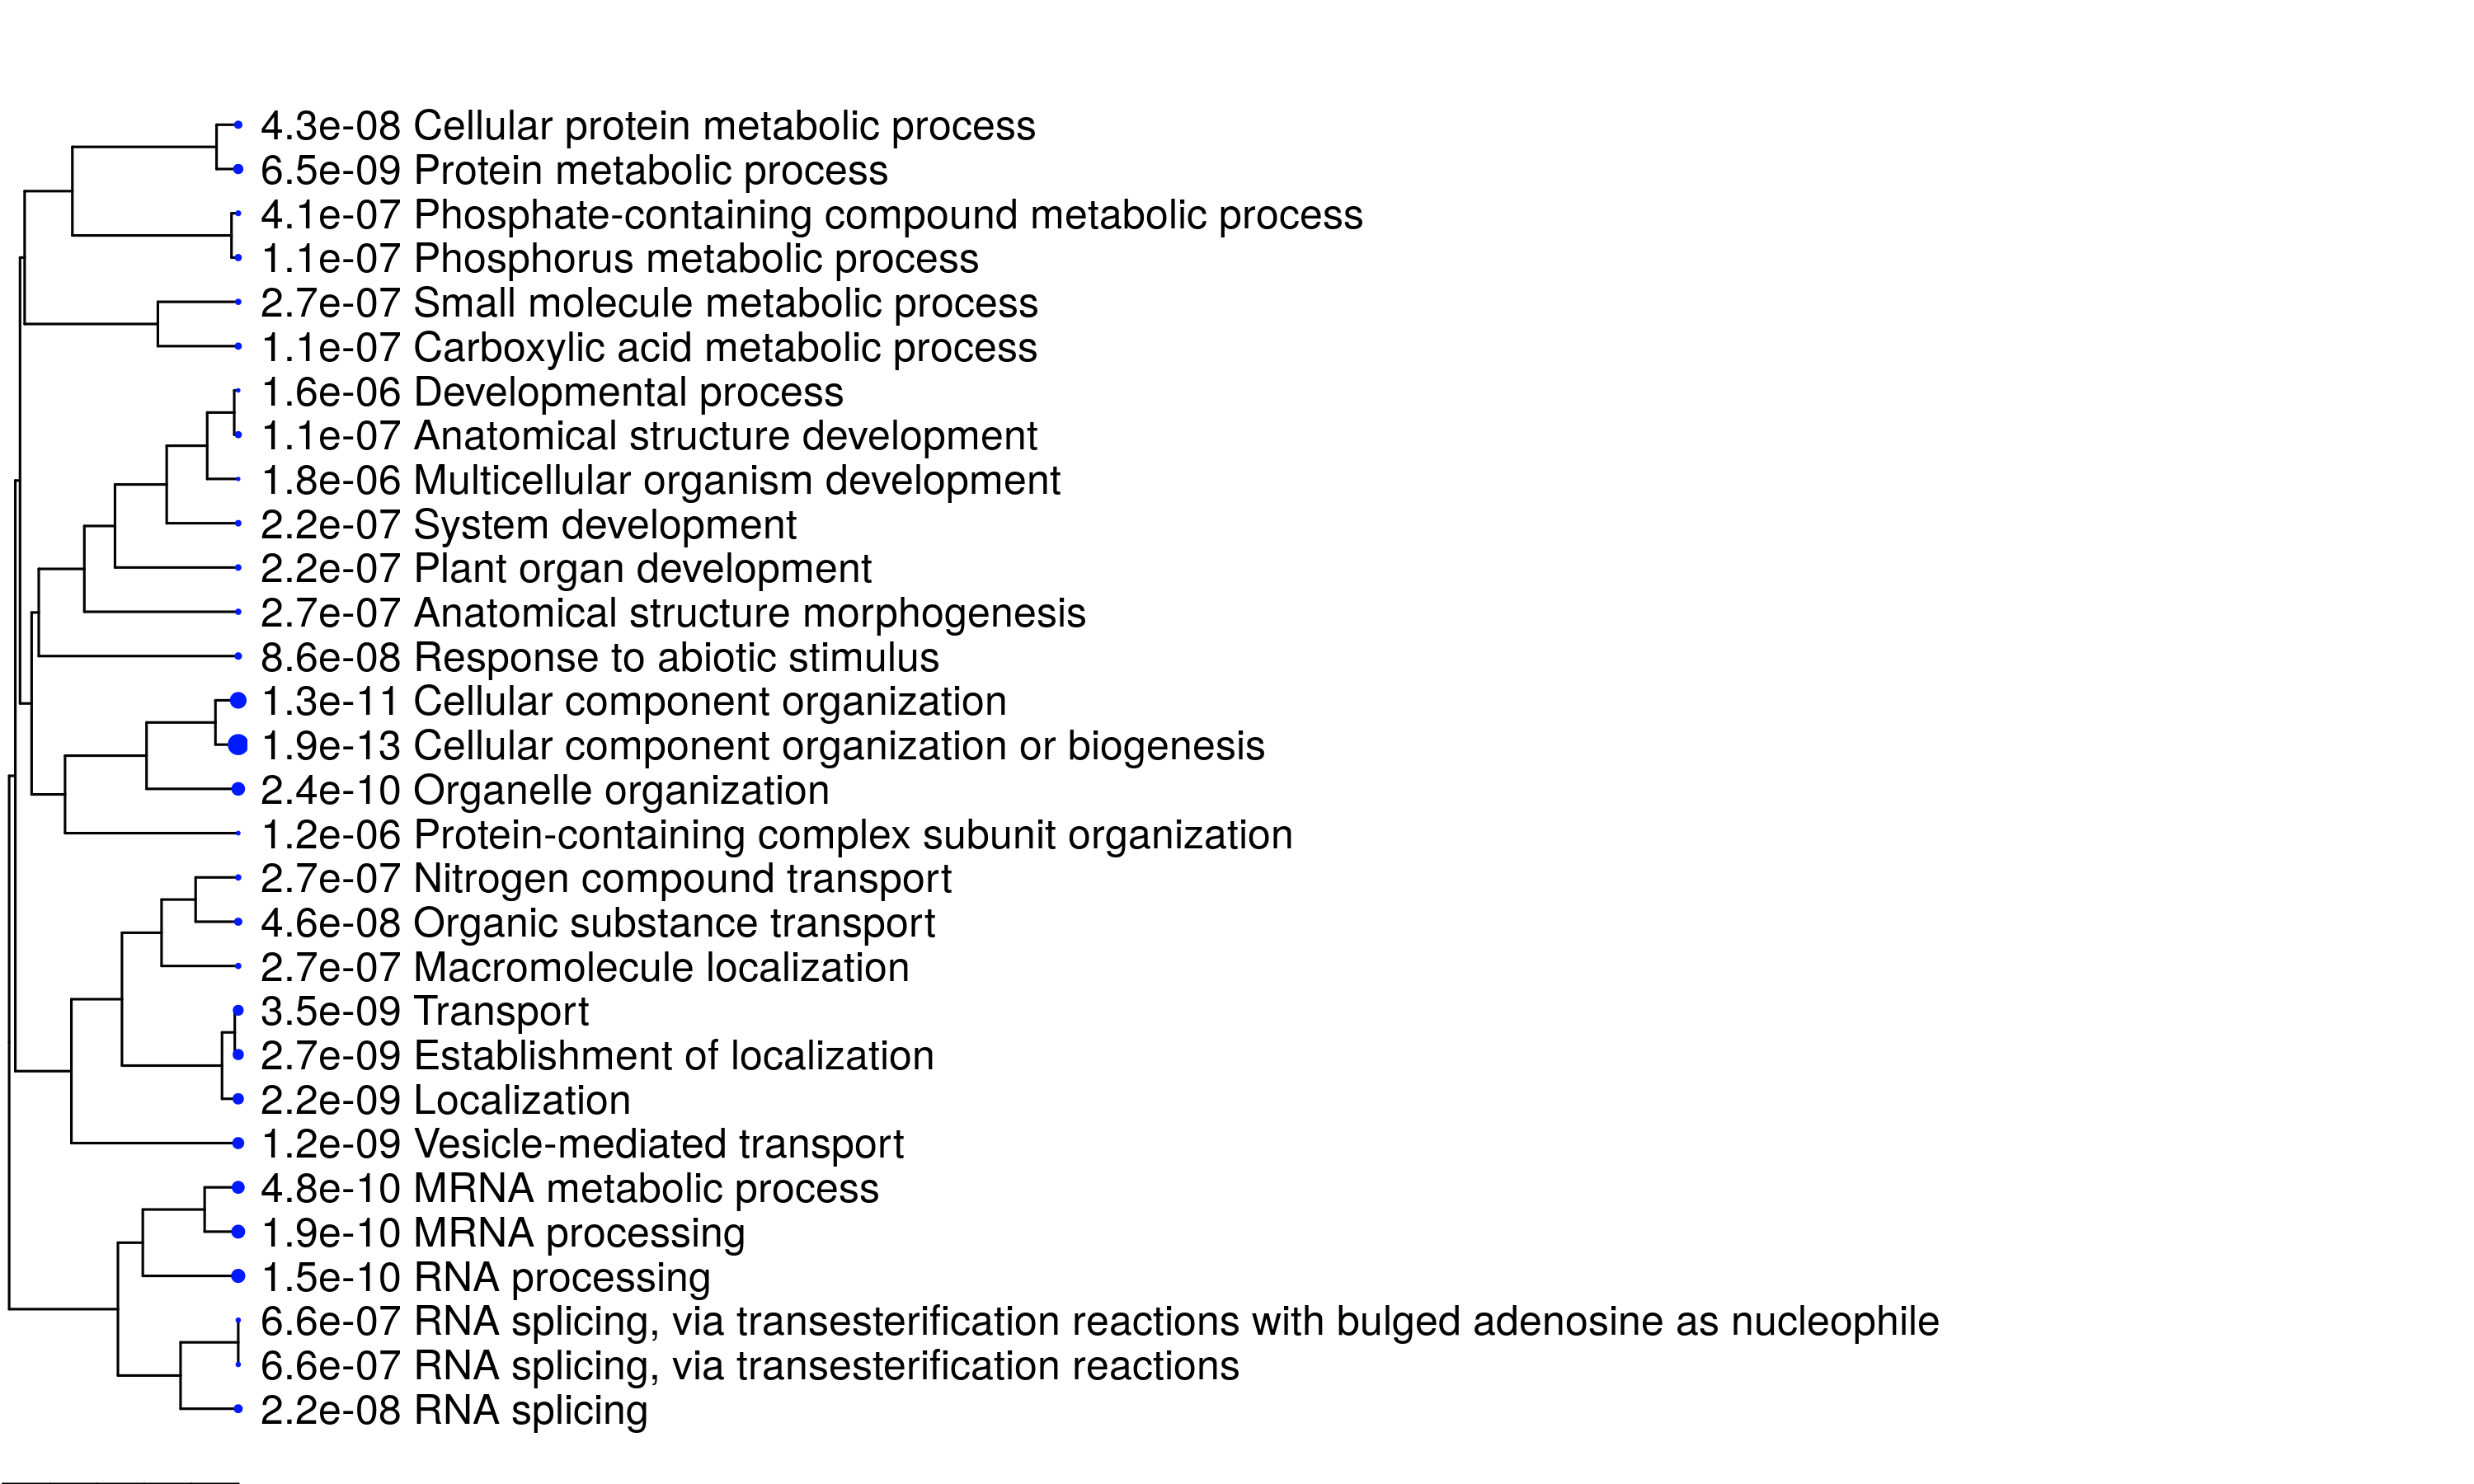 4.3e-08 Cellular protein metabolic process
6.5e-09 Protein metabolic process
4.1e-07 Phosphate-containing compound metabolic process
1.1e-07 Phosphorus metabolic process
2.7e-07 Small molecule metabolic process
1.1e-07 Carboxylic acid metabolic process
1.6e-06 Developmental process
1.1e-07 Anatomical structure development
1.8e-06 Multicellular organism development
2.2e-07 System development
2.2e-07 Plant organ development
2.7e-07 Anatomical structure morphogenesis
8.6e-08 Response to abiotic stimulus
1.3e-11 Cellular component organization
1.9e-13 Cellular component organization or biogenesis
2.4e-10 Organelle organization
1.2e-06 Protein-containing complex subunit organization
2.7e-07 Nitrogen compound transport
4.6e-08 Organic substance transport
2.7e-07 Macromolecule localization
3.5e-09 Transport
2.7e-09 Establishment of localization
2.2e-09 Localization
1.2e-09 Vesicle-mediated transport
4.8e-10 MRNA metabolic process
1.9e-10 MRNA processing
1.5e-10 RNA processing
6.6e-07 RNA splicing, via transesterification reactions with bulged adenosine as nucleophile
6.6e-07 RNA splicing, via transesterification reactions
2.2e-08 RNA splicing